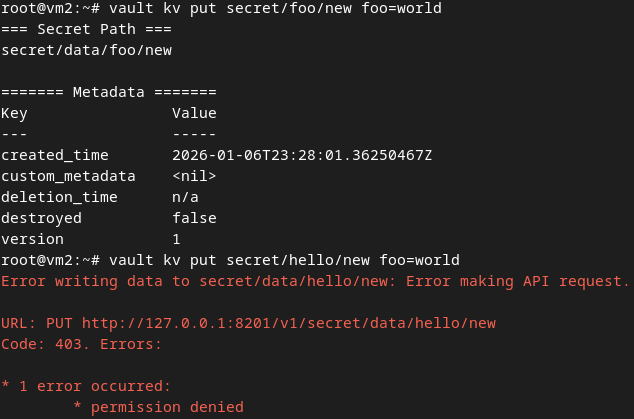 root@vm2:~# vault kv put secret/foo/new foo=world
=== Secret Path ===
secret/data/foo/new
======= Metadata =======
Key Value
--- -----
created_time 2026-01-06T23:28:01.36250467Z
custom_metadata <nil>
deletion_time n/a
destroyed false
version 1
root@vm2:~# vault kv put secret/hello/new foo=world
Error writing data to secret/data/hello/new: Error making API request.
URL: PUT http://127.0.0.1:8201/v1/secret/data/hello/new
Code: 403. Errors:
* 1 error occurred:
* permission denied